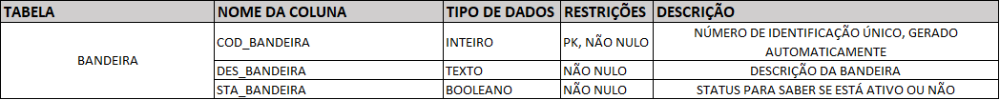 TABELA NOME DA COLUNA TIPO DE DADOS RESTRIÇÕES DESCRIÇÃO
BANDEIRA COD_BANDEIRA INTEIRO PK, NÃO NULO NÚMERO DE IDENTIFICAÇÃO ÚNICO, GERADO
AUTOMATICAMENTE
DES_BANDEIRA TEXTO NÃO NULO DESCRIÇÃO DA BANDEIRA
STA_BANDEIRA BOOLEANO NÃO NULO STATUS PARA SABER SE ESTÁ ATIVO OU NÃO